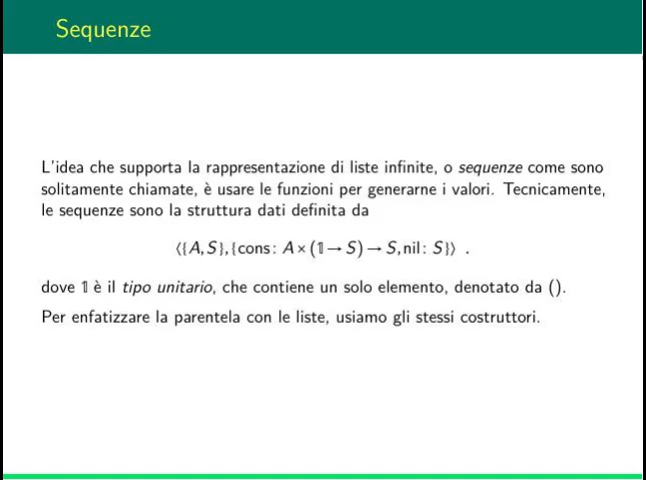 Sequenze
L'idea che supporta la rappresentazione di liste infinite, o sequenze come sono
solitamente chiamate, è usare le funzioni per generarne i valori. Tecnicamente,
le sequenze sono la struttura dati definita da
⟨{A,S},{cons: A×(𝟙→S)→S,nil: S}⟩ .
dove 𝟙 è il tipo unitario, che contiene un solo elemento, denotato da ().
Per enfatizzare la parentela con le liste, usiamo gli stessi costruttori.